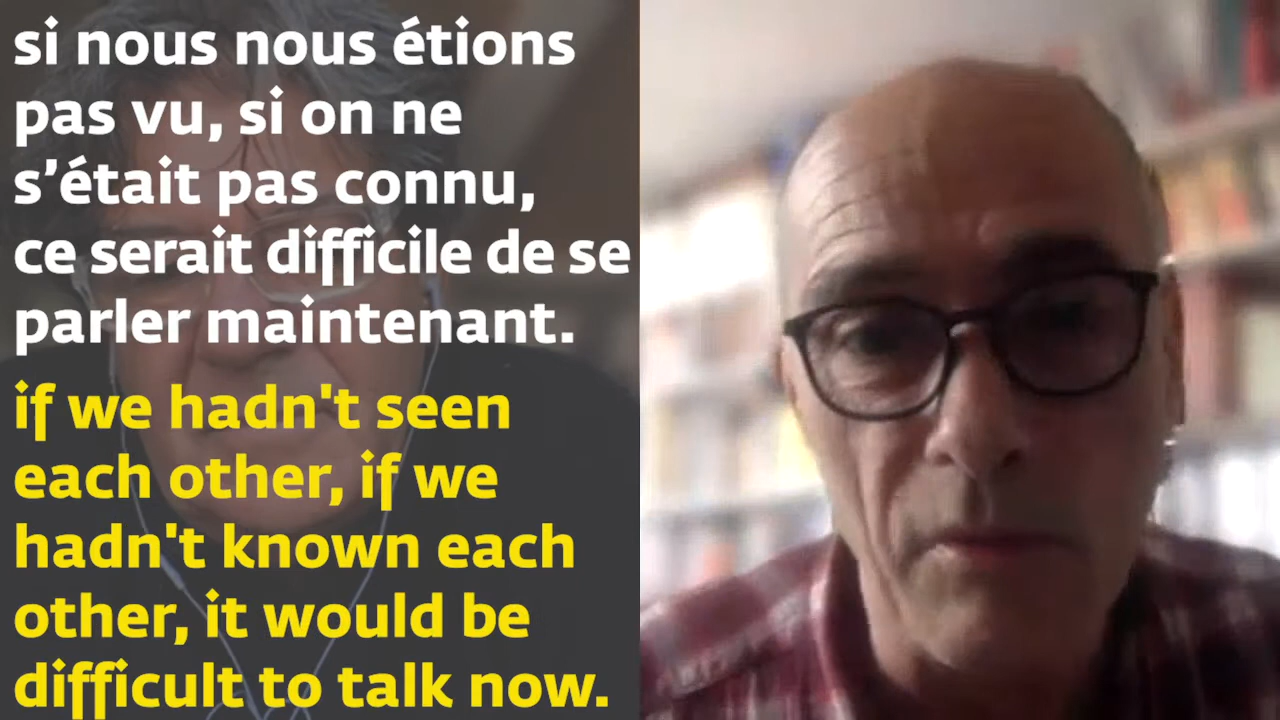 si nous nous étions
pas vu, si on ne
s’était pas connu,
ce serait difficile de se
parler maintenant.
if we hadn't seen
each other, if we
hadn't known each
other, it would be
difficult to talk now.